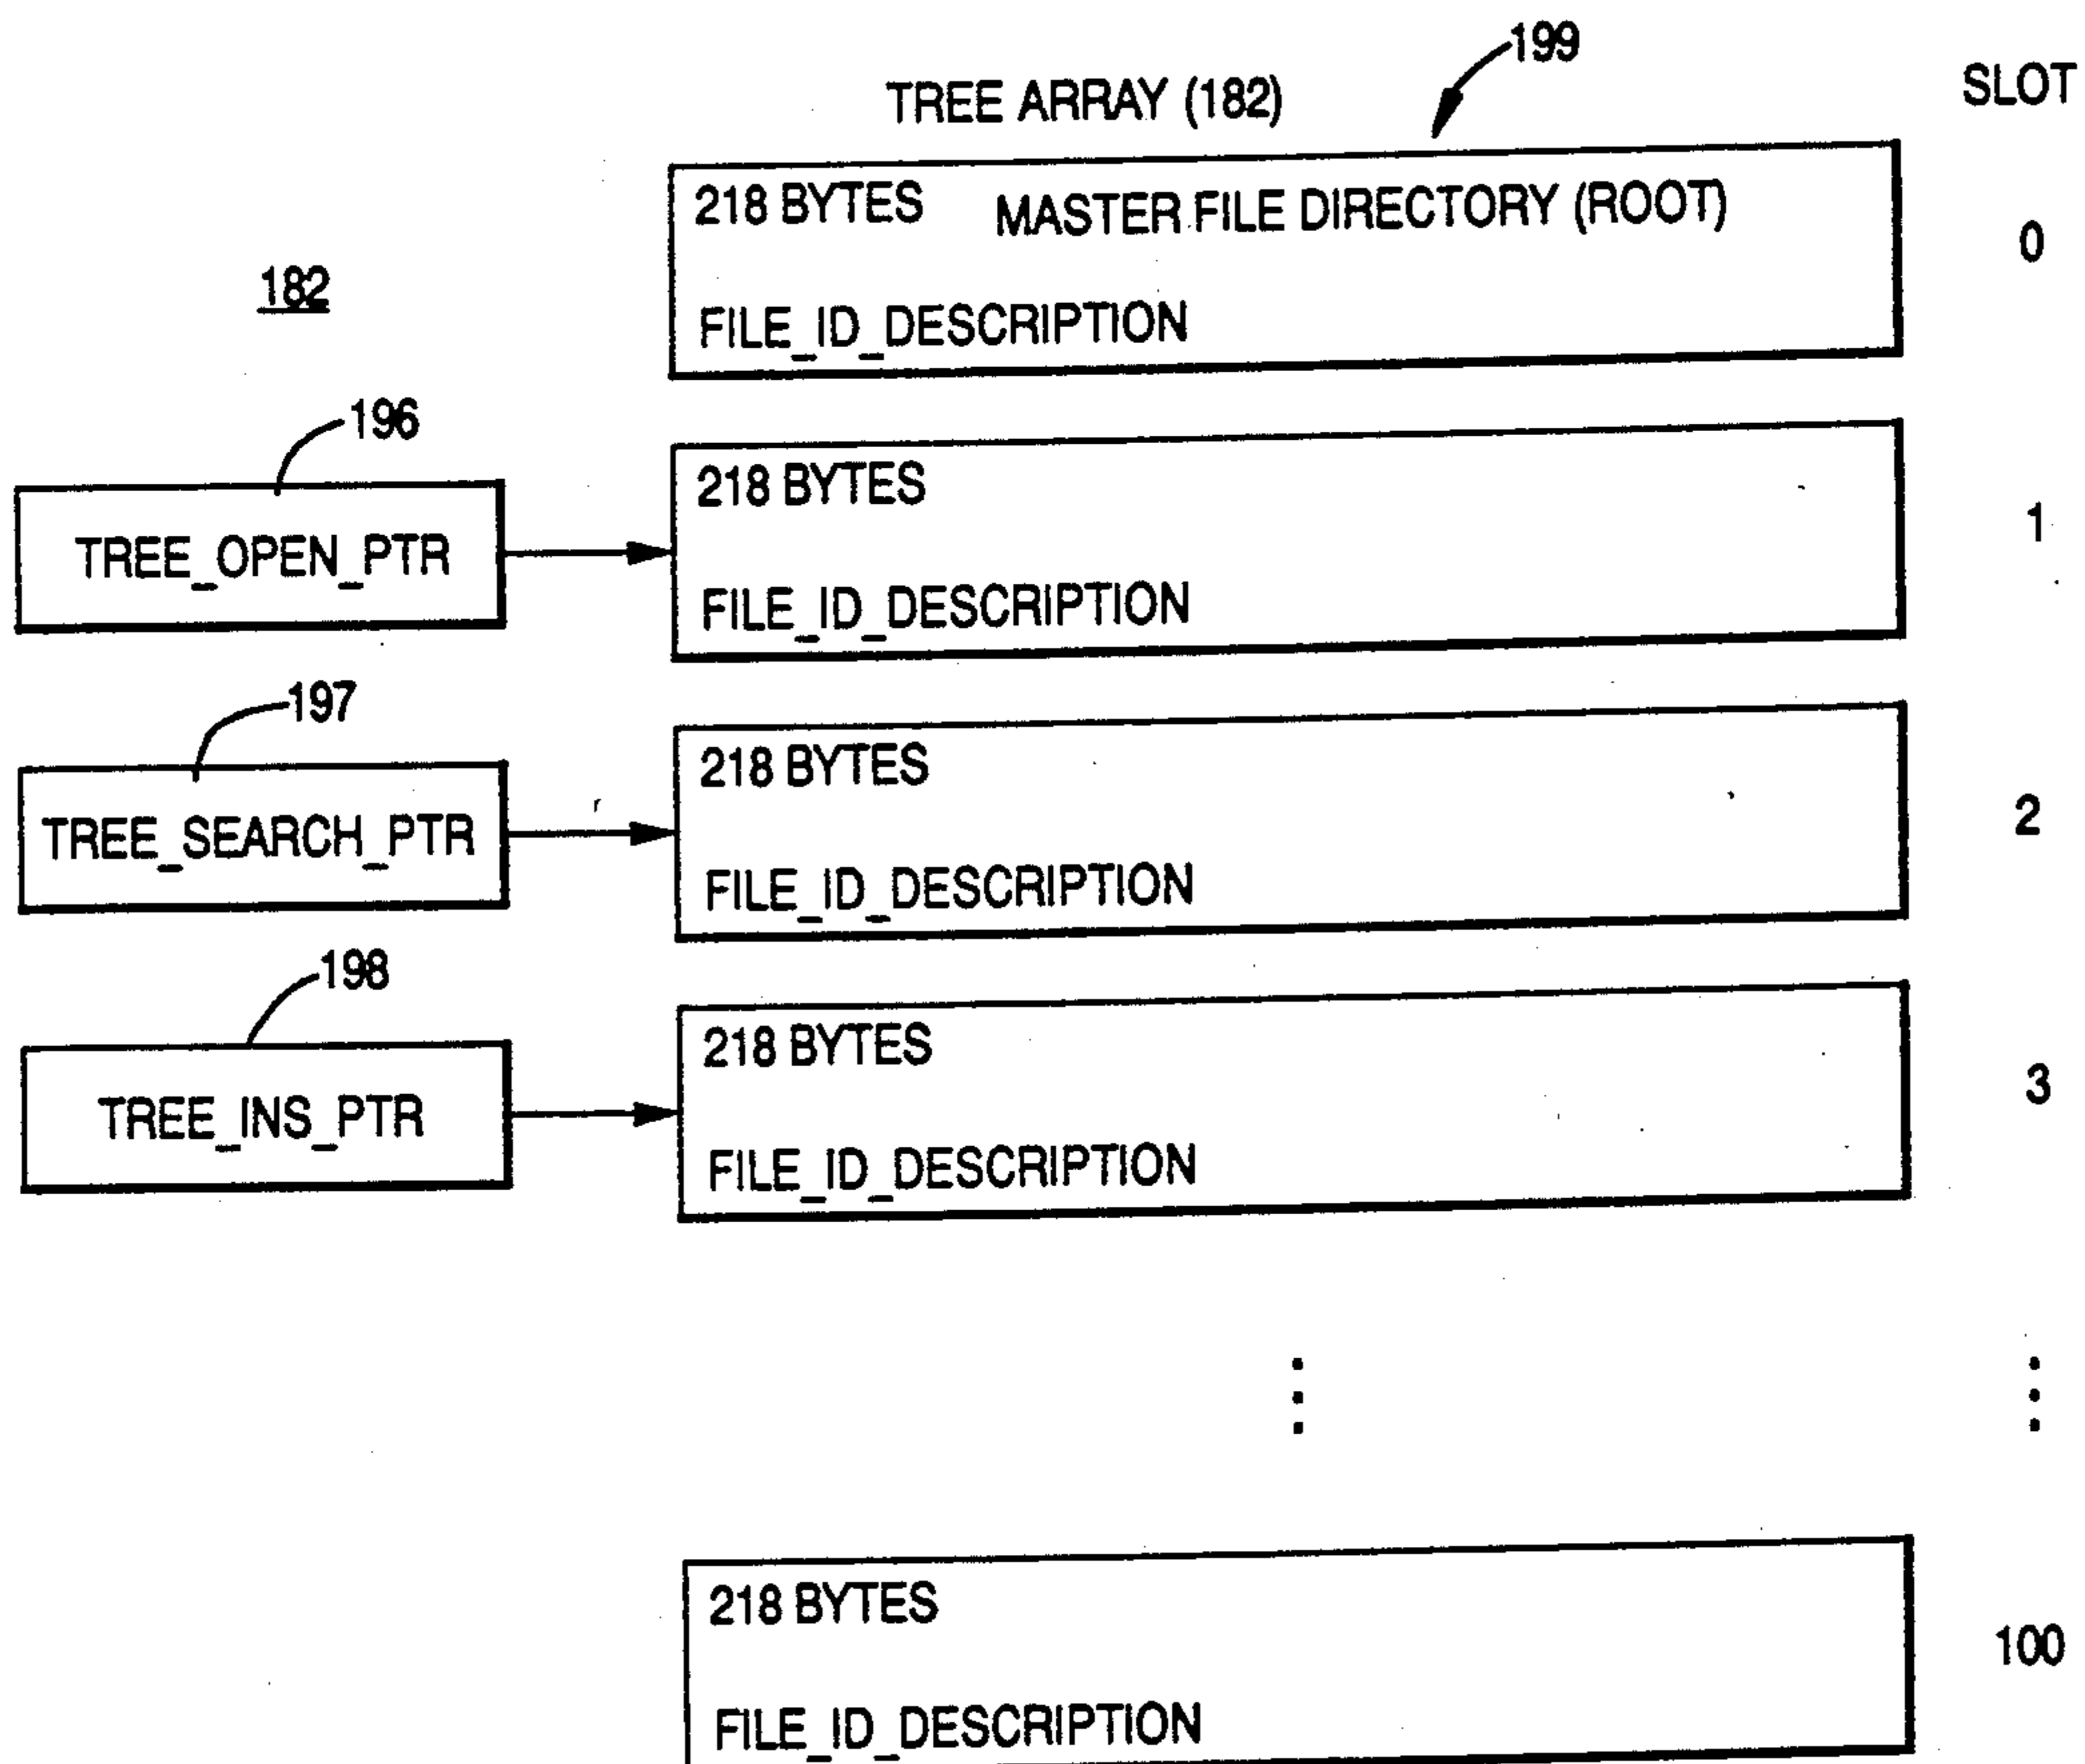 199
TREE ARRAY (182)
SLOT
218 BYTES MASTER FILE DIRECTORY (ROOT)
0
182
FILE_ID_DESCRIPTION
196
218 BYTES
1
TREE_OPEN_PTR
FILE_ID_DESCRIPTION
197
218 BYTES
2
TREE_SEARCH_PTR
FILE_ID_DESCRIPTION
198
218 BYTES
3
TREE_INS_PTR
FILE_ID_DESCRIPTION
218 BYTES
100
FILE_ID_DESCRIPTION